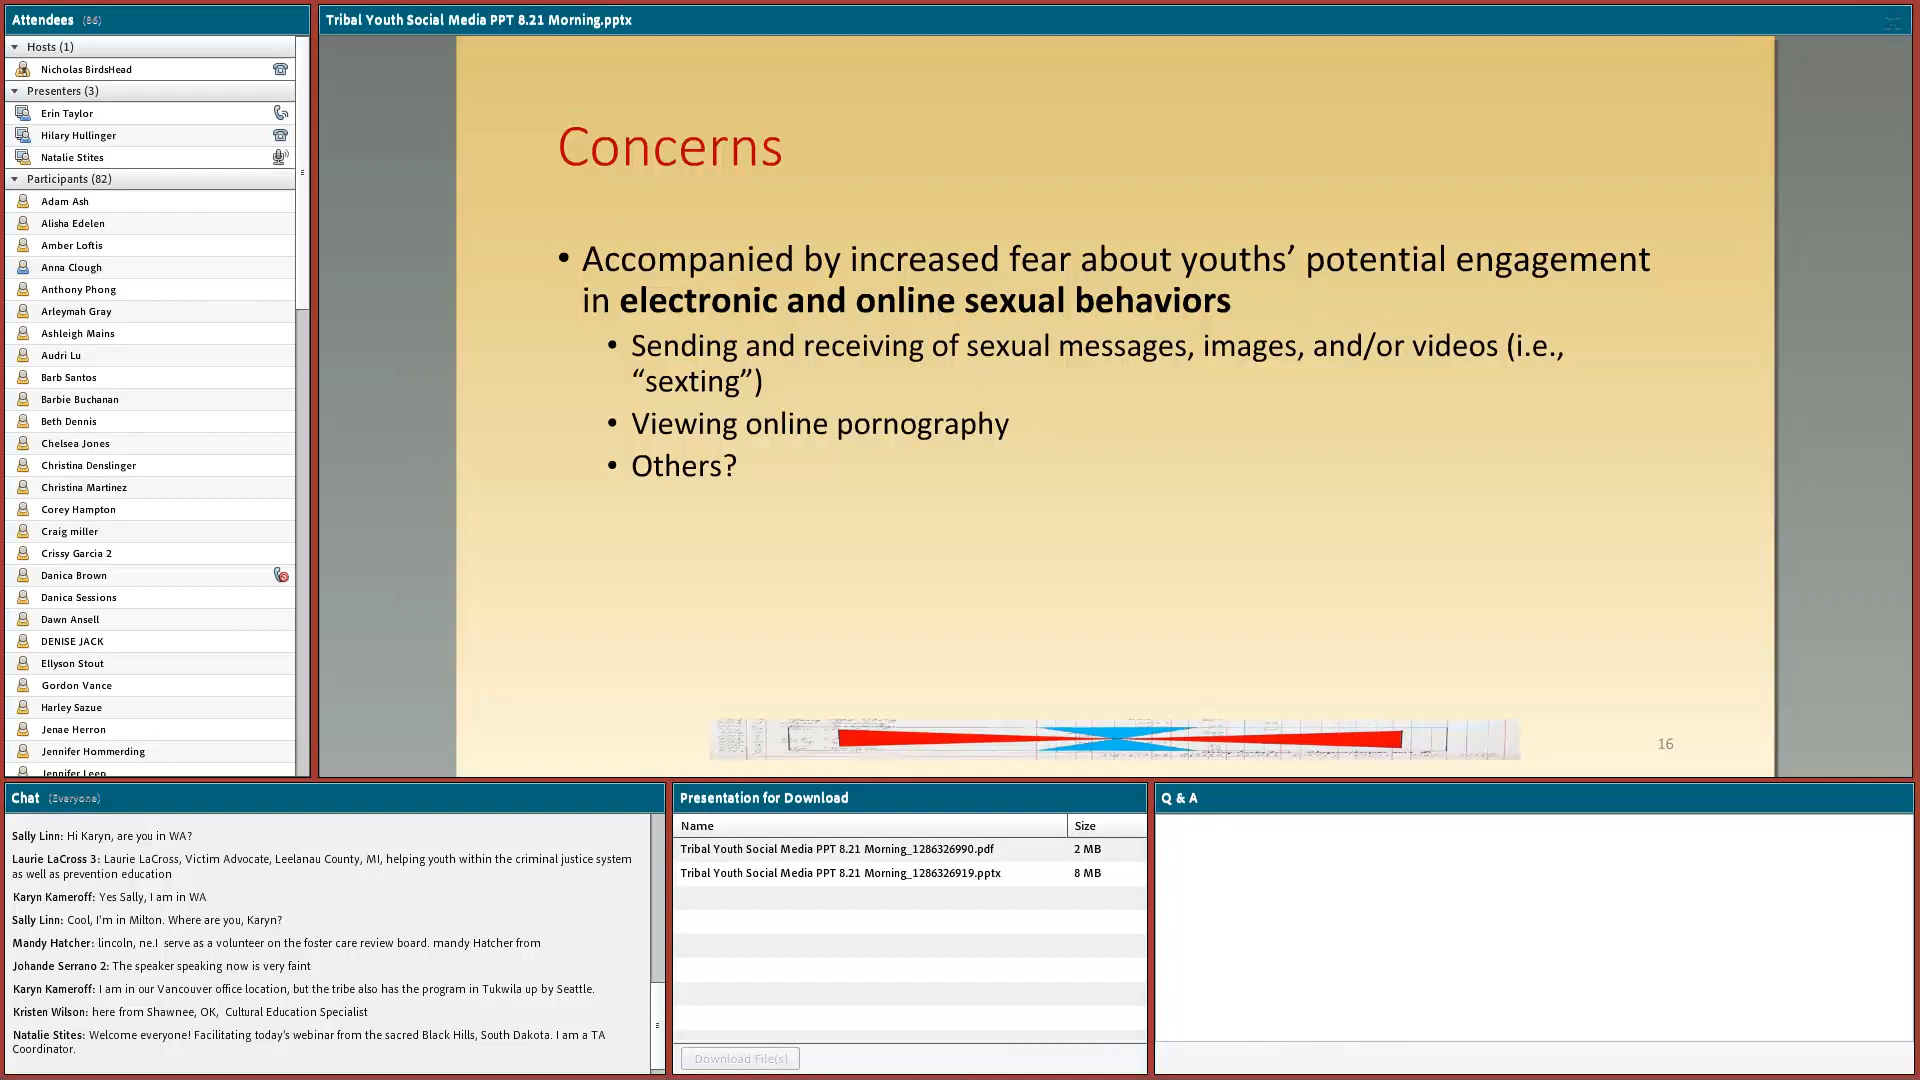 Attendees (86)
Hosts (1)
Nicholas BirdsHead
Presenters (3)
Erin Taylor
Hilary Hullinger
Natalie Stites
Participants (82)
Adam Ash
Alisha Edelen
Amber Loftis
Anna Clough
Anthony Phong
Arleymah Gray
Ashleigh Mains
Audri Lu
Barb Santos
Barbie Buchanan
Beth Dennis
Chelsea Jones
Christina Denslinger
Christina Martinez
Corey Hampton
Craig miller
Crissy Garcia 2
Danica Brown
Danica Sessions
Dawn Ansell
DENISE JACK
Ellyson Stout
Gordon Vance
Harley Sazue
Jenae Herron
Jennifer Hommerding
Jennifer Leep
Tribal Youth Social Media PPT 8.21 Morning.pptx
Concerns
• Accompanied by increased fear about youths’ potential engagement
in electronic and online sexual behaviors
• Sending and receiving of sexual messages, images, and/or videos (i.e.,
“sexting”)
• Viewing online pornography
• Others?
16
Chat (Everyone)
Sally Linn: Hi Karyn, are you in WA?
Laurie LaCross 3: Laurie LaCross, Victim Advocate, Leelanau County, MI, helping youth within the criminal justice system
as well as prevention education
Karyn Kameroff: Yes Sally, I am in WA
Sally Linn: Cool, I'm in Milton. Where are you, Karyn?
Mandy Hatcher: lincoln, ne.I serve as a volunteer on the foster care review board. mandy Hatcher from
Johande Serrano 2: The speaker speaking now is very faint
Karyn Kameroff: I am in our Vancouver office location, but the tribe also has the program in Tukwila up by Seattle.
Kristen Wilson: here from Shawnee, OK, Cultural Education Specialist
Natalie Stites: Welcome everyone! Facilitating today's webinar from the sacred Black Hills, South Dakota. I am a TA
Coordinator.
Presentation for Download
Name Size
Tribal Youth Social Media PPT 8.21 Morning_1286326990.pdf 2 MB
Tribal Youth Social Media PPT 8.21 Morning_1286326919.pptx 8 MB
Download File(s)
Q & A